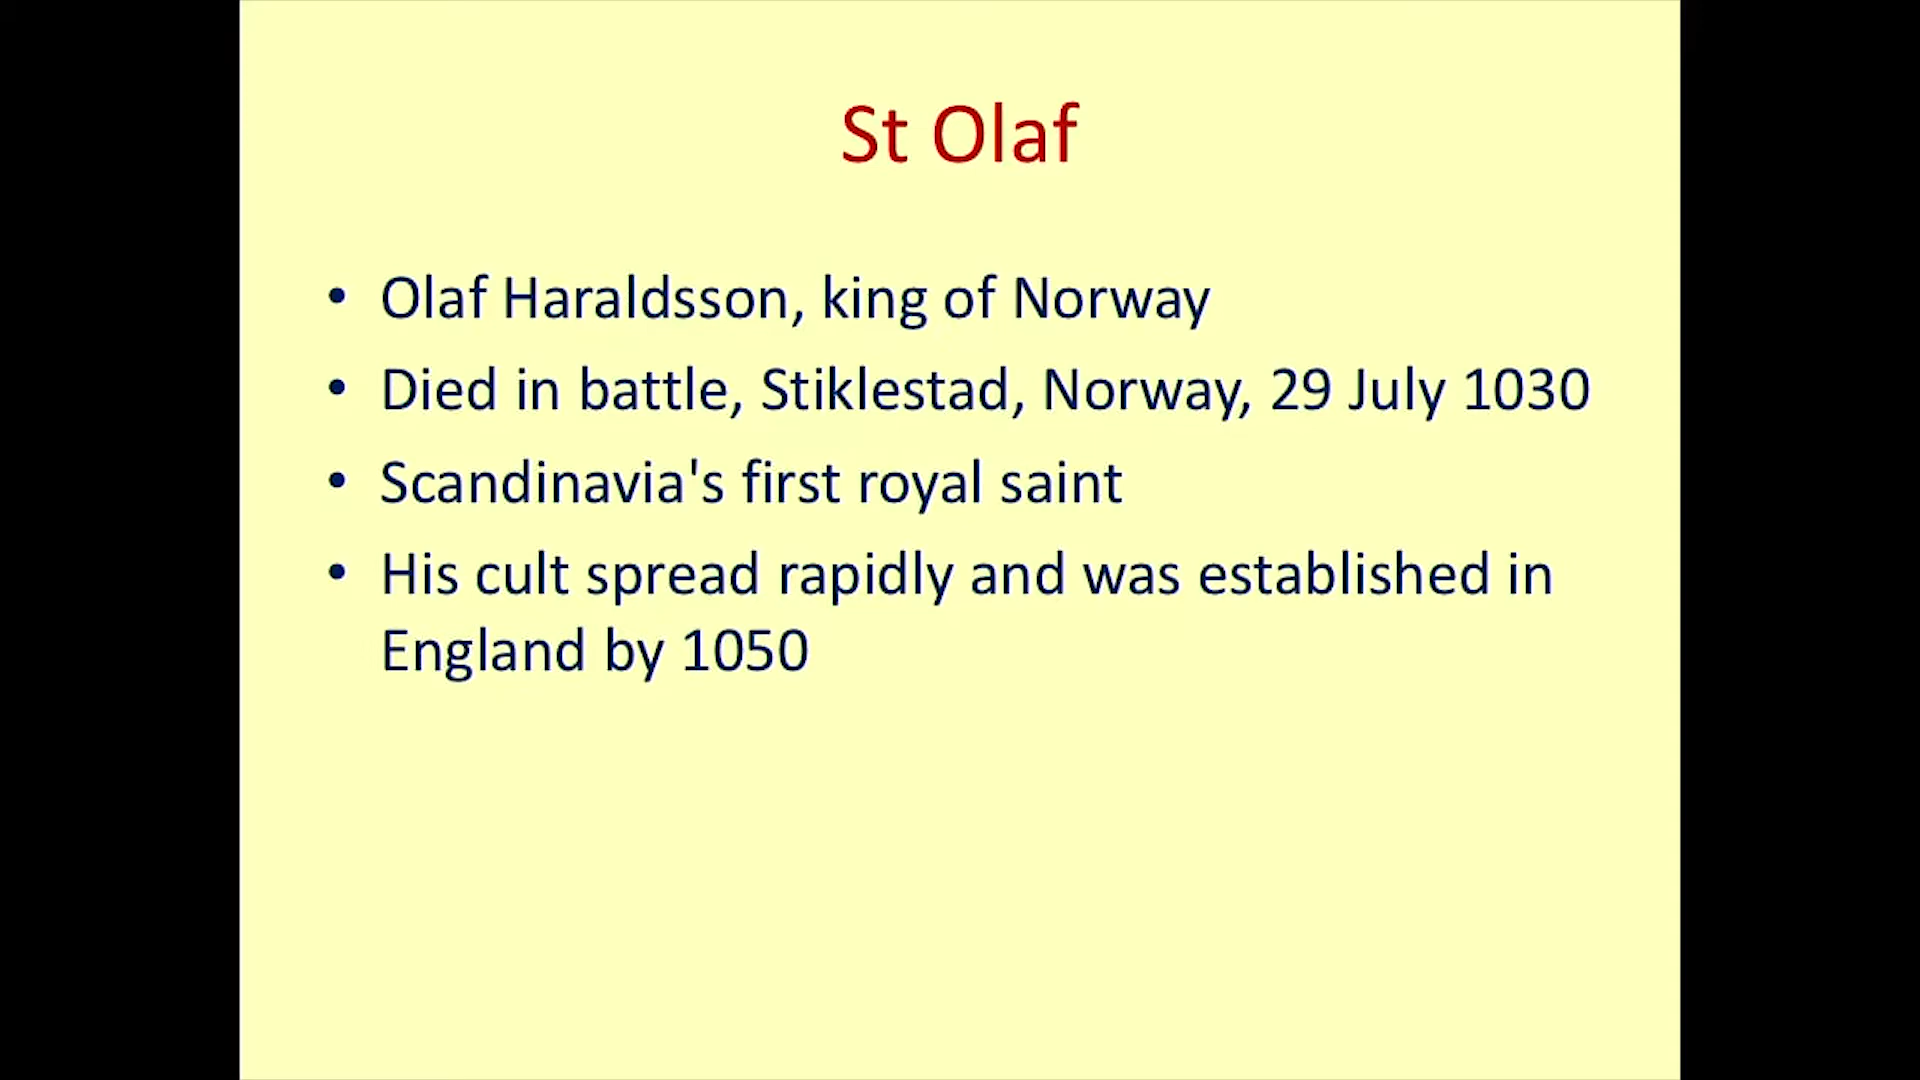 St Olaf
• Olaf Haraldsson, king of Norway
• Died in battle, Stiklestad, Norway, 29 July 1030
• Scandinavia's first royal saint
• His cult spread rapidly and was established in
England by 1050